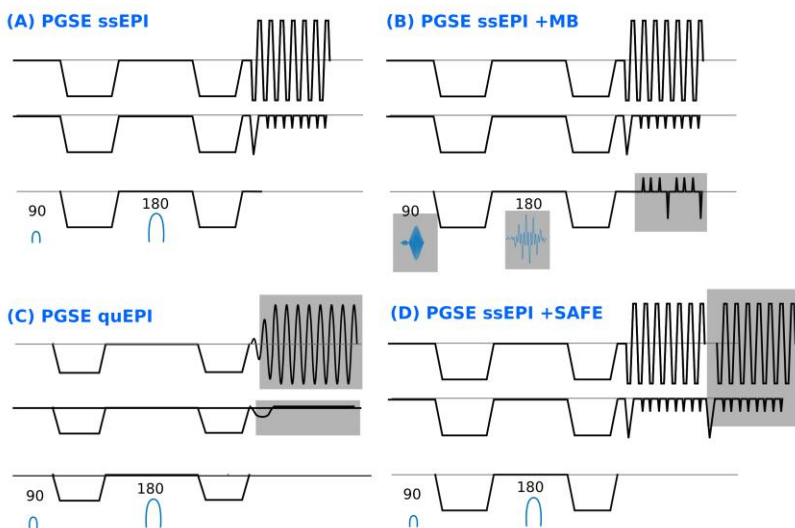 (A) PGSE ssEPI
90
180
(B) PGSE ssEPI +MB
90
180
(C) PGSE quEPI
90
180
(D) PGSE ssEPI +SAFE
90
180